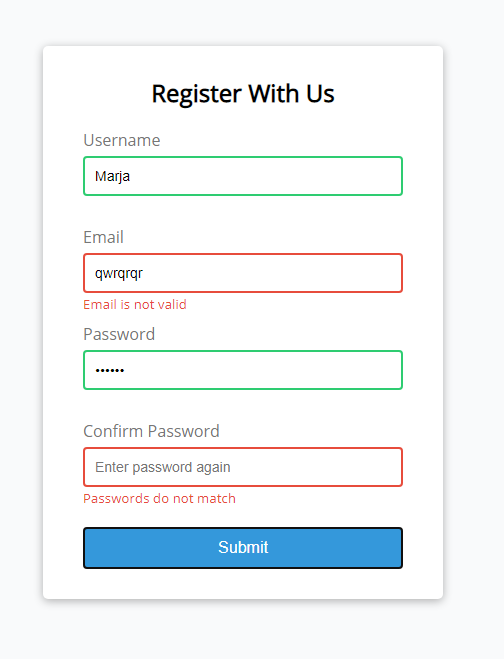 Register With Us
Username
Marja
Email
qwrqrqr
Email is not valid
Password
••••••
Confirm Password
Enter password again
Passwords do not match
Submit